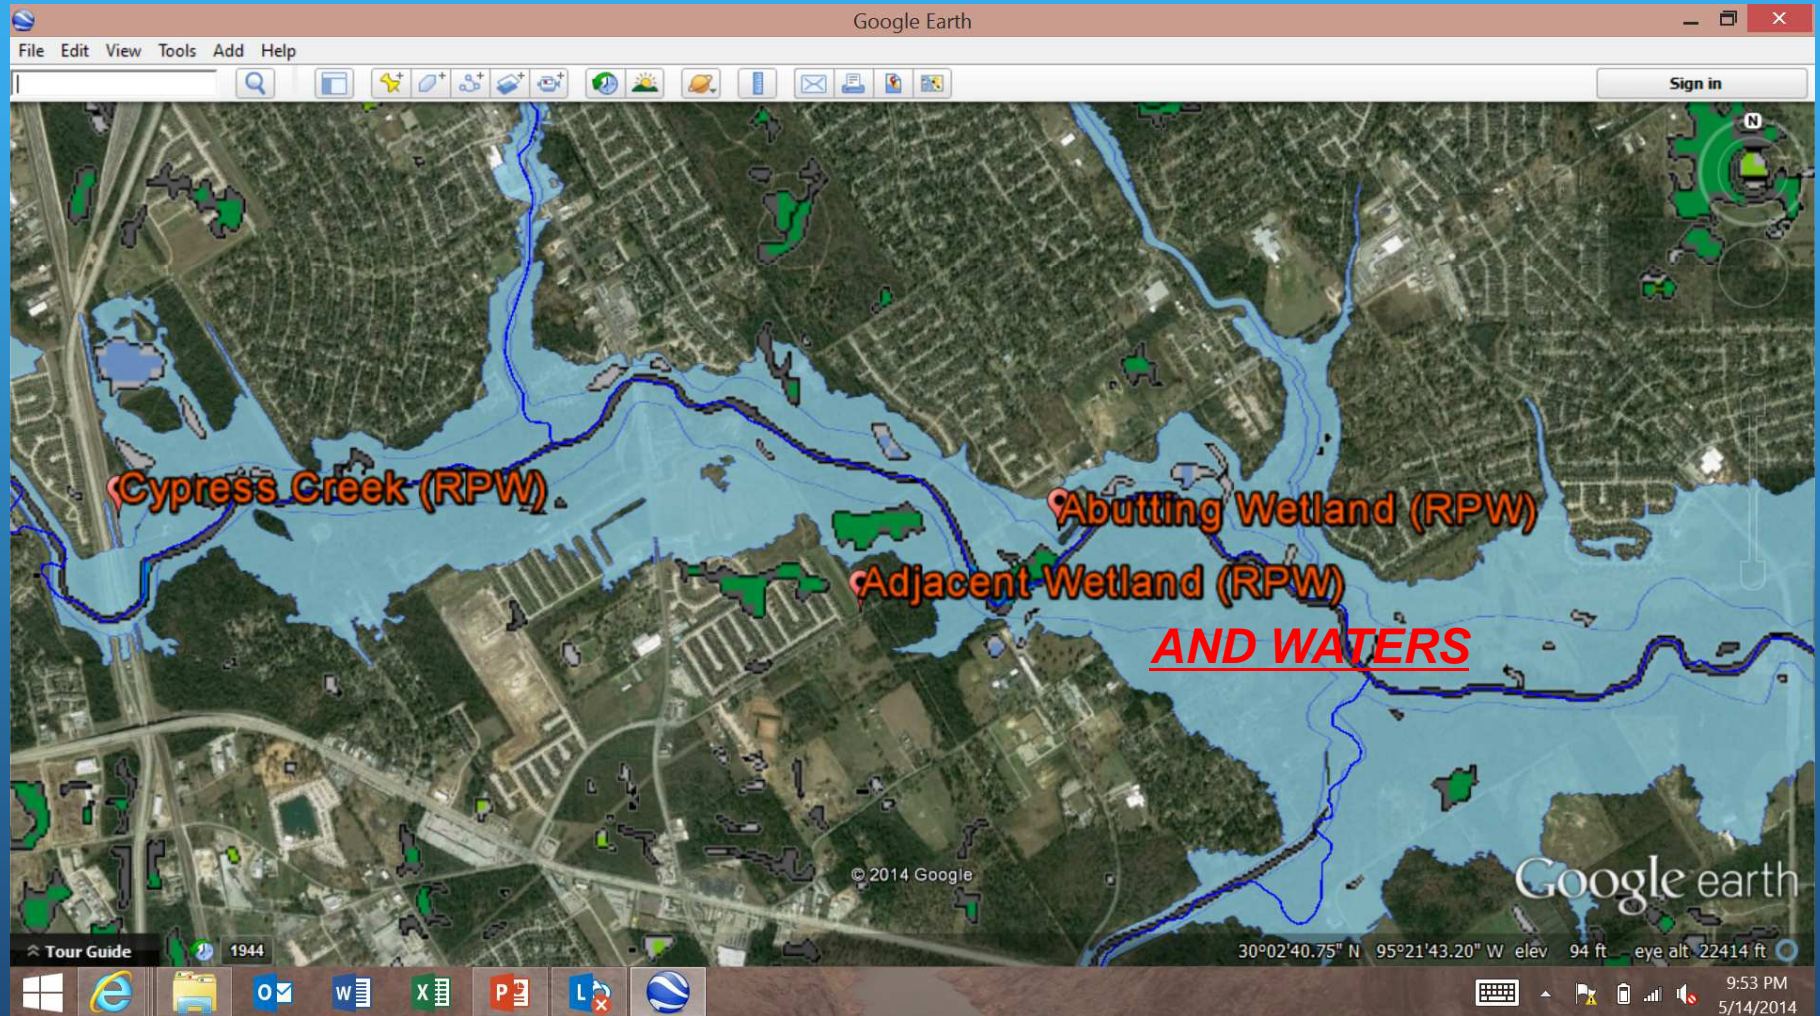 Google Earth
File Edit View Tools Add Help
Sign in
N
Cypress Creek (RPW)
Abutting Wetland (RPW)
Adjacent Wetland (RPW)
AND WATERS
© 2014 Google
Google earth
Tour Guide
1944
30°02'40.75" N 95°21'43.20" W elev 94 ft eye alt 22414 ft
9:53 PM
5/14/2014